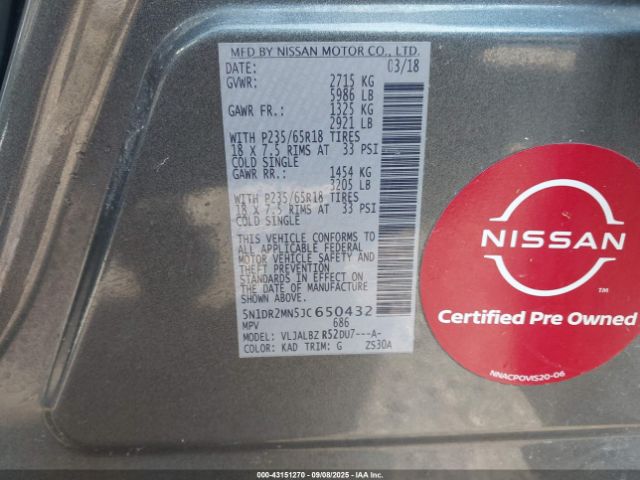 MFD BY NISSAN MOTOR CO., LTD.
DATE: 03/18
GVWR: 2715 KG
5986 LB
GAWR FR.: 1325 KG
2921 LB
WITH P235/65R18 TIRES
18 X 7.5 RIMS AT 33 PSI
COLD SINGLE
GAWR RR.: 1454 KG
3205 LB
WITH P235/65R18 TIRES
18 X 7.5 RIMS AT 33 PSI
COLD SINGLE
THIS VEHICLE CONFORMS TO
ALL APPLICABLE FEDERAL
MOTOR VEHICLE SAFETY AND
THEFT PREVENTION
STANDARDS IN EFFECT ON
THE DATE OF MANUFACTURE
SHOWN ABOVE.
5N1DR2MN5JC650432
MPV 686
MODEL: VLJALBZ R52DU7---A-
COLOR: KAD TRIM: G ZS30A
NISSAN
TM
Certified Pre Owned
NNACPOVIS20-06
000-43151270 - 09/08/2025 - IAAI.CA